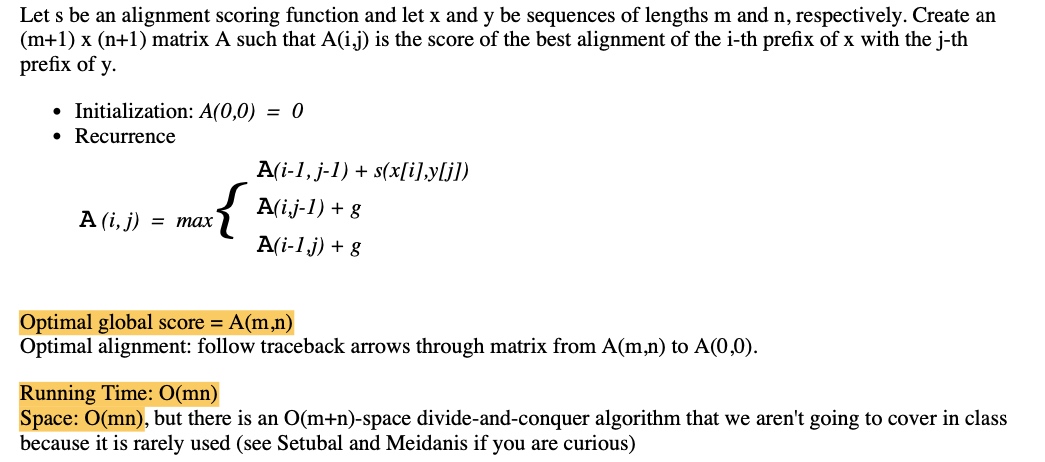 Let s be an alignment scoring function and let x and y be sequences of lengths m and n, respectively. Create an
(m+1) x (n+1) matrix A such that A(i,j) is the score of the best alignment of the i-th prefix of x with the j-th
prefix of y.
• Initialization: A(0,0) = 0
• Recurrence
A(i-1, j-1) + s(x[i],y[j])
A (i, j) = max { A(i,j-1) + g
A(i-1,j) + g
Optimal global score = A(m,n)
Optimal alignment: follow traceback arrows through matrix from A(m,n) to A(0,0).
Running Time: O(mn)
Space: O(mn), but there is an O(m+n)-space divide-and-conquer algorithm that we aren't going to cover in class
because it is rarely used (see Setubal and Meidanis if you are curious)